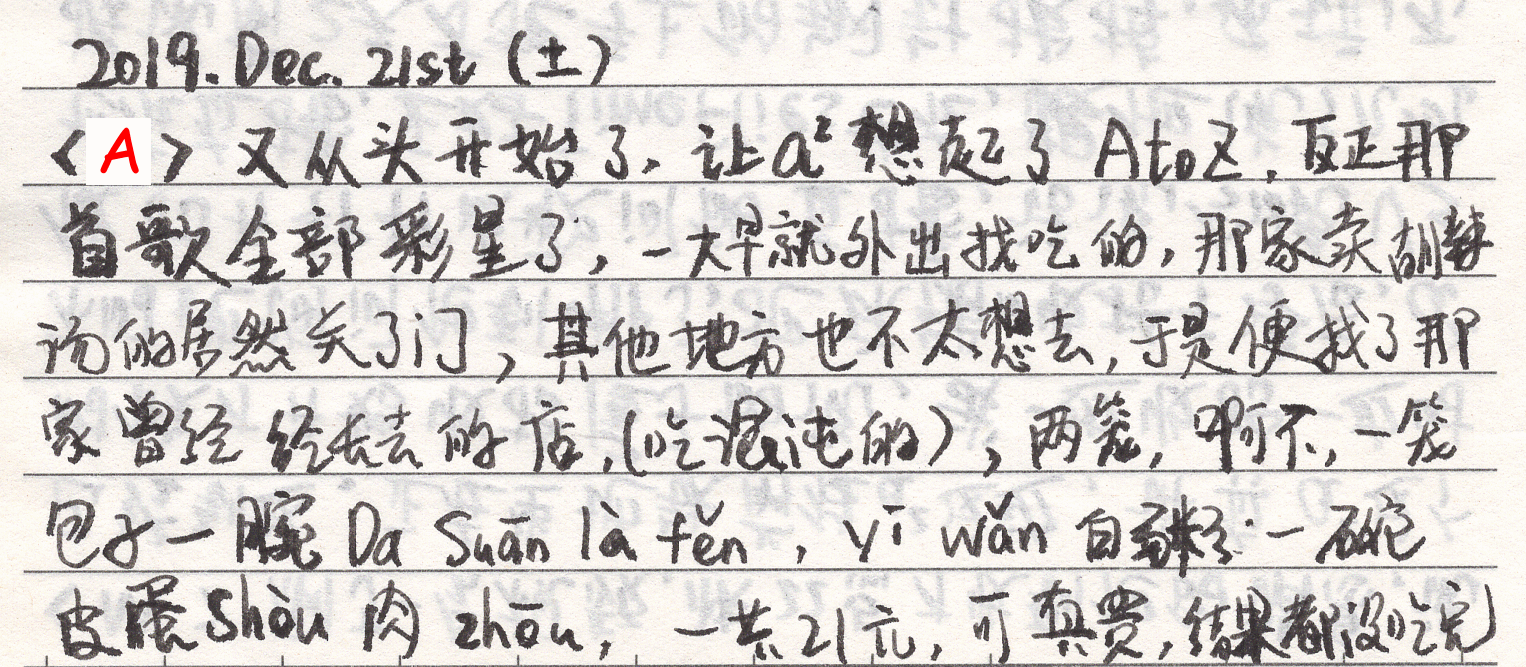 2019. Dec. 21st (土)
<A> 又从头开始了，让a²想起了 A to Z，反正那
首歌全部彩星了，一大早就外出找吃的，那家卖胡辣
汤的居然关了门，其他地方也不太想去，于是便找了那
家曾经经长去的店，(吃混沌的)，两笼，啊不，一笼
包子一腕 Da Suān là fěn，yī wǎn 白粥 一碗
皮蛋 Shòu 肉 zhōu，一共21元，可真贵，结果都没吃完